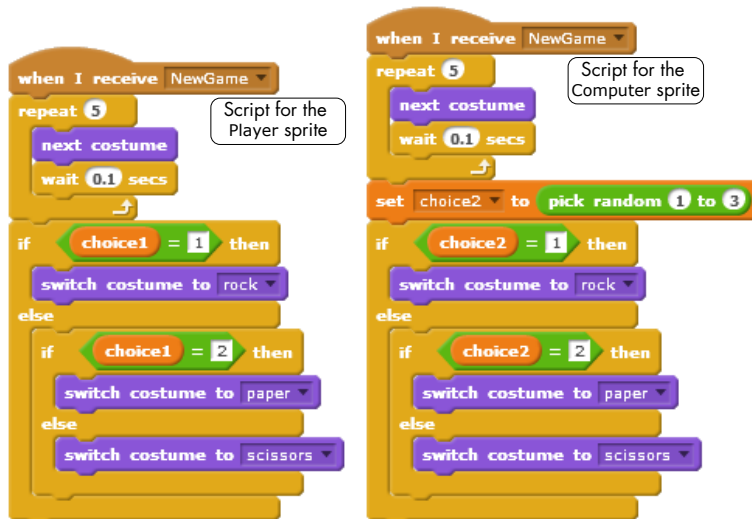 when I receive NewGame
repeat 5
Script for the
Player sprite
next costume
wait 0.1 secs
if choice1 = 1 then
switch costume to rock
else
if choice1 = 2 then
switch costume to paper
else
switch costume to scissors
when I receive NewGame
repeat 5
Script for the
Computer sprite
next costume
wait 0.1 secs
set choice2 to pick random 1 to 3
if choice2 = 1 then
switch costume to rock
else
if choice2 = 2 then
switch costume to paper
else
switch costume to scissors